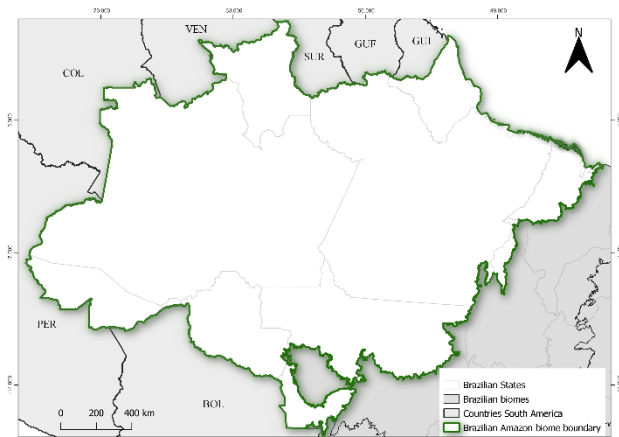 VEN
COL
SUR
GUF
GUI
N
PER
BOL
0 200 400 km
Brazilian States
Brazilian biomes
Countries South America
Brazilian Amazon biome boundary